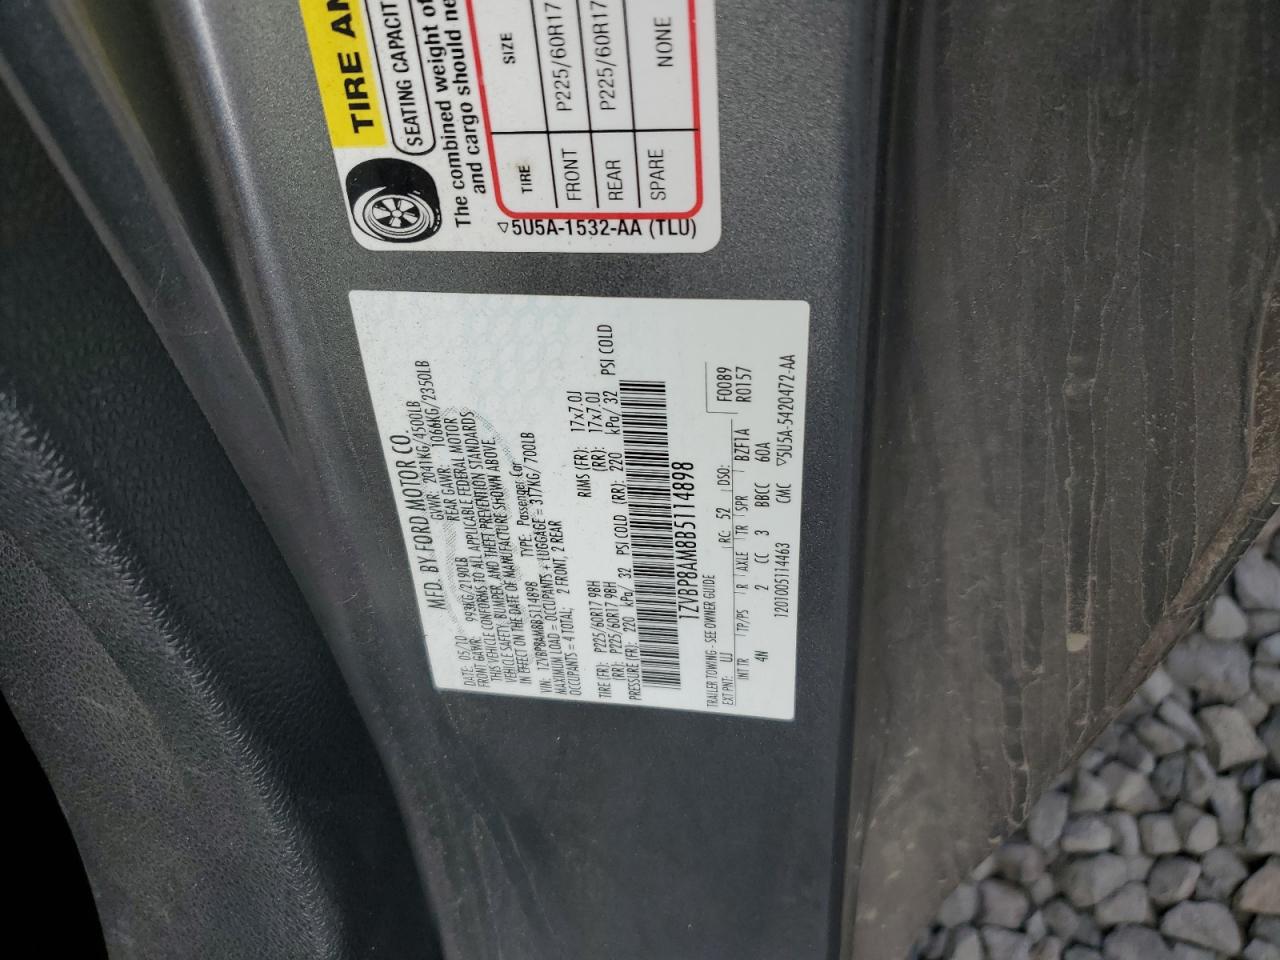 TIRE AN
SEATING CAPACIT
The combined weight of
and cargo should ne
TIRE SIZE
FRONT P225/60R17
REAR P225/60R17
SPARE NONE
5U5A-1532-AA (TLU)
MFD. BY FORD MOTOR CO.
DATE: 05/10 GVWR: 2041KG/4500LB
FRONT GAWR: 993KG/2190LB REAR GAWR: 1066KG/2350LB
THIS VEHICLE CONFORMS TO ALL APPLICABLE FEDERAL MOTOR
VEHICLE SAFETY, BUMPER, AND THEFT PREVENTION STANDARDS
IN EFFECT ON THE DATE OF MANUFACTURE SHOWN ABOVE.
VIN: 1ZVBP8AM8B5114898 TYPE: Passenger Car
MAXIMUM LOAD = OCCUPANTS + LUGGAGE = 317KG/700LB
OCCUPANTS = 4 TOTAL; 2 FRONT, 2 REAR
TIRE (FR): P225/60R17 98H RIMS (FR): 17x7.0J
(RR): P225/60R17 98H (RR): 17x7.0J
PRESSURE FR: 220 kPa/ 32 PSI COLD (RR): 220 kPa/ 32 PSI COLD
1ZVBP8AM8B5114898
TRAILER TOWING - SEE OWNER GUIDE
F0089
EXT PNT: UJ RC: 52 DSO: R0157
INT TR TP/PS R AXLE TR SPR BZF1A
4N 2 CC 3 BBCC 60A
1201005114463 CMC 5U5A-5420472-AA